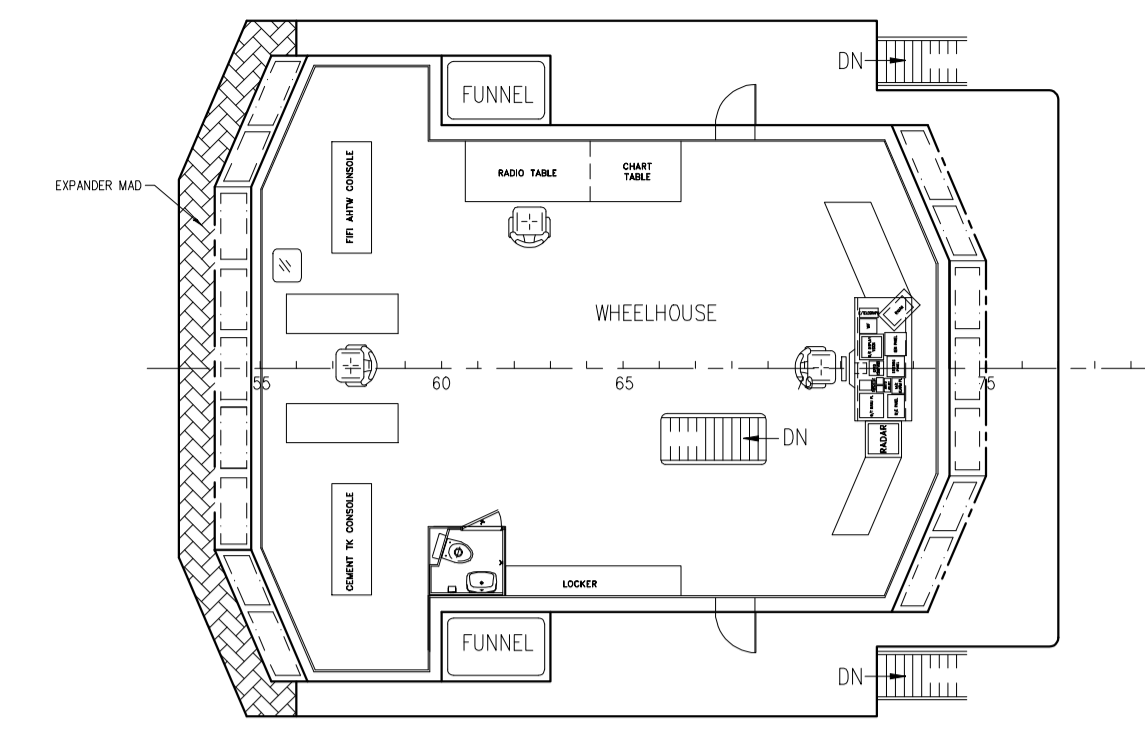 DN
FUNNEL
FIFI AHTW CONSOLE
RADIO TABLE
CHART
TABLE
EXPANDER MAD
WHEELHOUSE
55
60
65
75
RADAR
DN
CEMENT TK CONSOLE
LOCKER
FUNNEL
DN